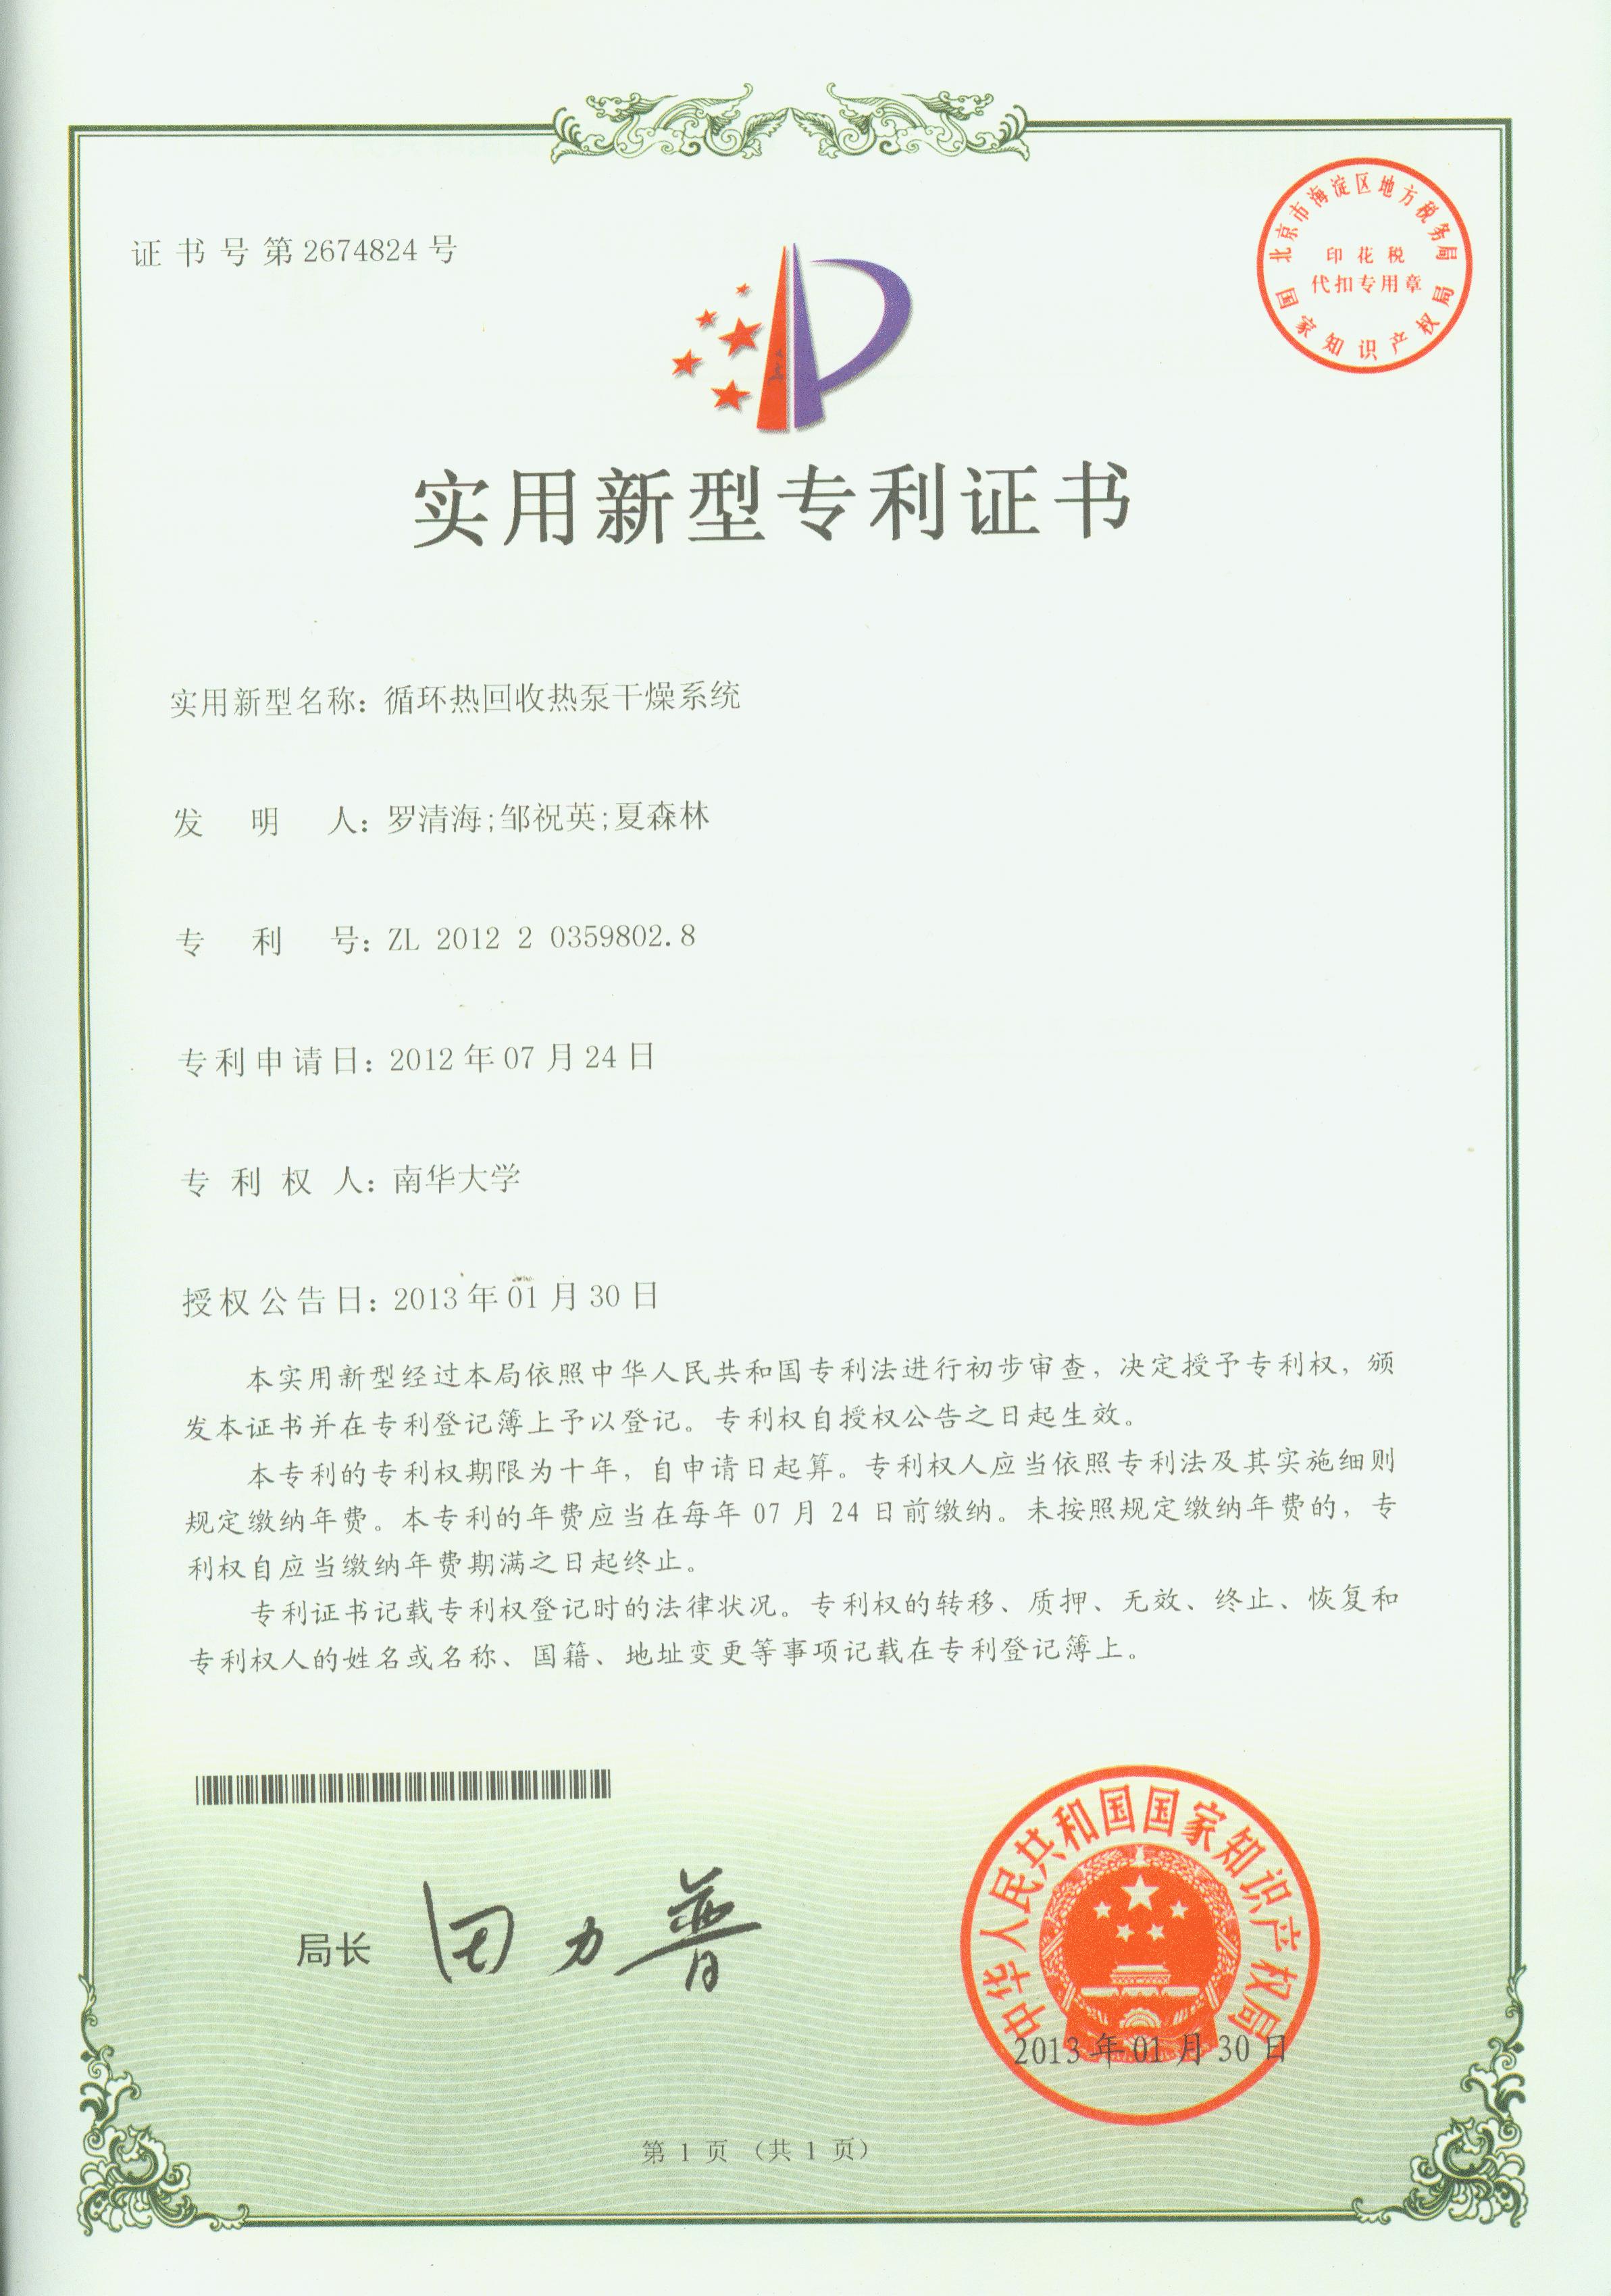 证书号第2674824号
北京市海淀区地方税务局
印花税
代扣专用章
国家知识产权局
实用新型专利证书
实用新型名称：循环热回收热泵干燥系统
发明人：罗清海;邹祝英;夏森林
专利号：ZL 2012 2 0359802.8
专利申请日：2012年07月24日
专利权人：南华大学
授权公告日：2013年01月30日
本实用新型经过本局依照中华人民共和国专利法进行初步审查，决定授予专利权，颁
发本证书并在专利登记簿上予以登记。专利权自授权公告之日起生效。
本专利的专利权期限为十年，自申请日起算。专利权人应当依照专利法及其实施细则
规定缴纳年费。本专利的年费应当在每年07月24日前缴纳。未按照规定缴纳年费的，专
利权自应当缴纳年费期满之日起终止。
专利证书记载专利权登记时的法律状况。专利权的转移、质押、无效、终止、恢复和
专利权人的姓名或名称、国籍、地址变更等事项记载在专利登记簿上。
局长 田力普
中华人民共和国国家知识产权局
2013年01月30日
第1页（共1页）